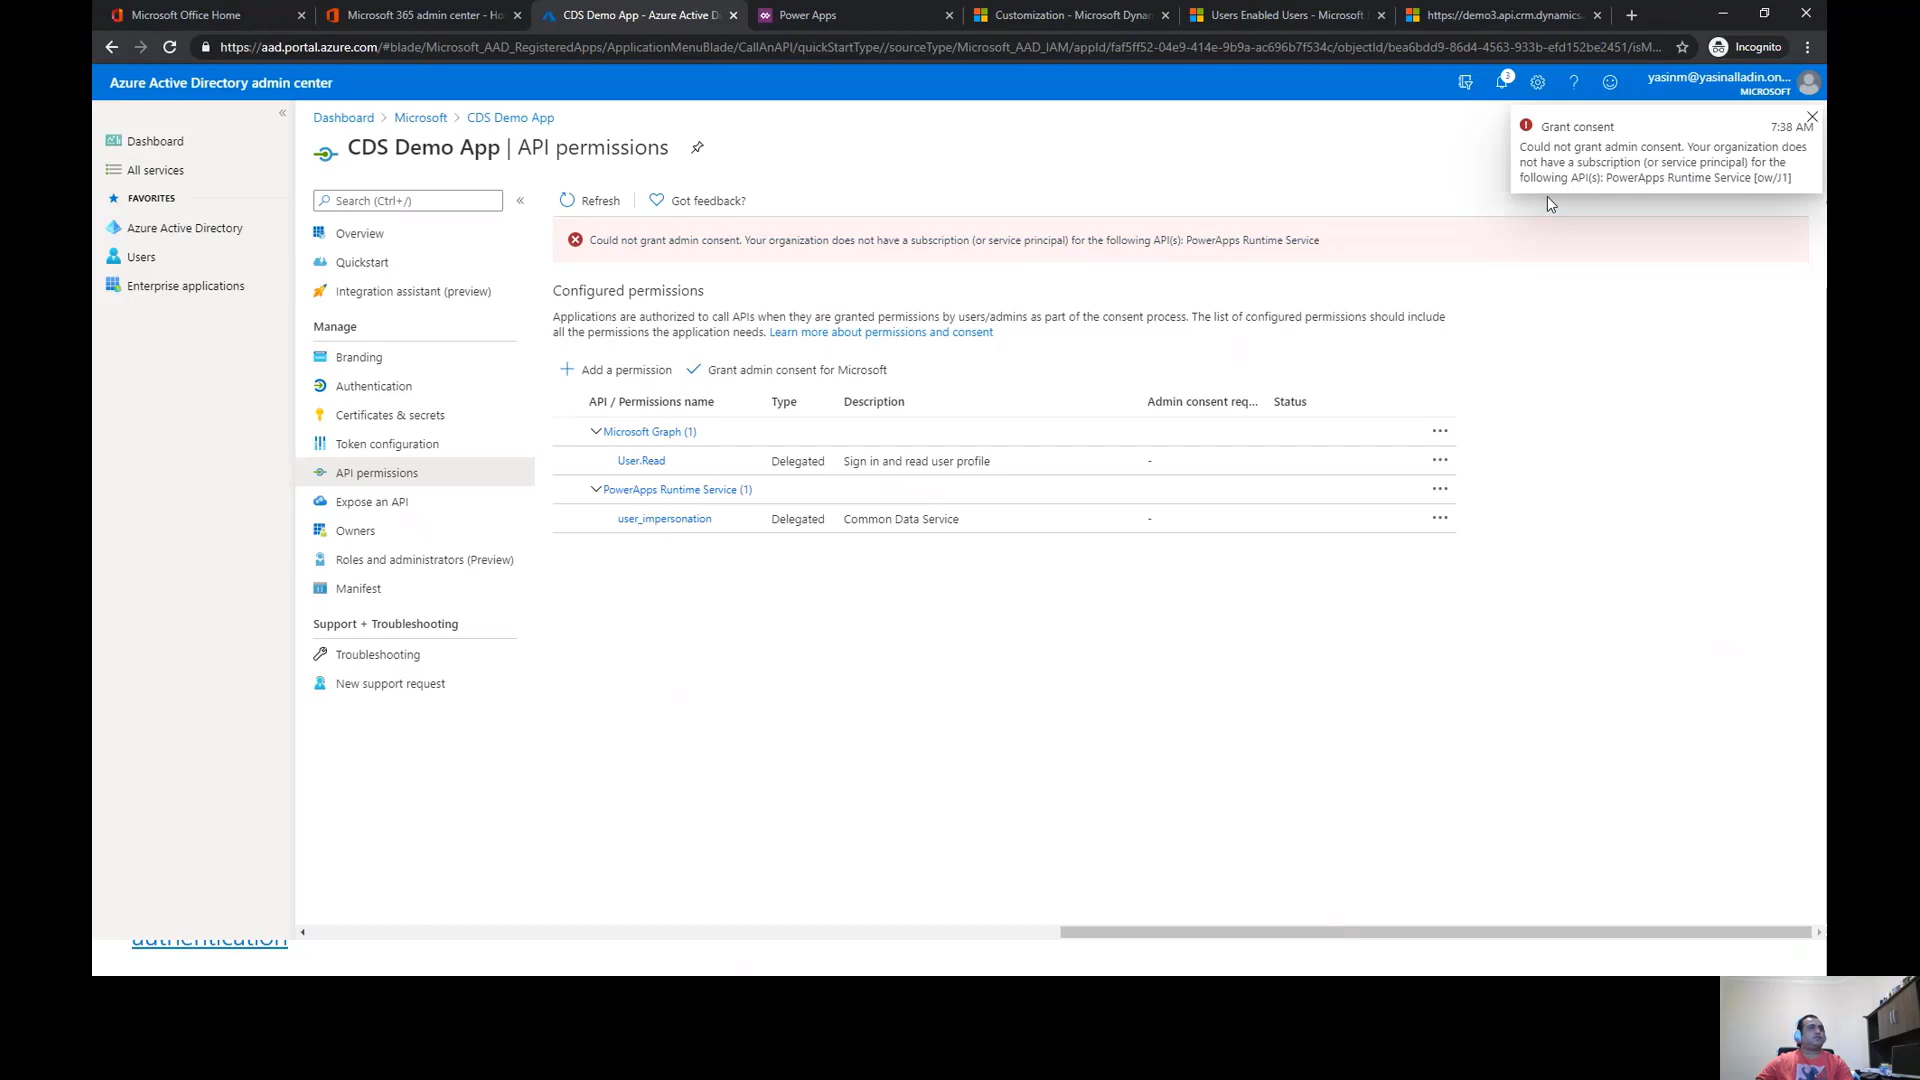 Microsoft Office Home
Microsoft 365 admin center - Ho
CDS Demo App - Azure Active D
Power Apps
Customization - Microsoft Dynan
Users Enabled Users - Microsoft
https://demo3.api.crm.dynamics.
https://aad.portal.azure.com/#blade/Microsoft_AAD_RegisteredApps/ApplicationMenuBlade/CallAnAPI/quickStartType//sourceType/Microsoft_AAD_IAM/appId/faf5ff52-04e9-414e-9b9a-ac696b7f534c/objectId/bea6bdd9-86d4-4563-933b-efd152be2451/isM...
Incognito
Azure Active Directory admin center
3
yasinm@yasinalladin.on...
MICROSOFT
Dashboard > Microsoft > CDS Demo App
Grant consent
7:38 AM
Could not grant admin consent. Your organization does
not have a subscription (or service principal) for the
following API(s): PowerApps Runtime Service [ow/J1]
Dashboard
All services
FAVORITES
Azure Active Directory
Users
Enterprise applications
CDS Demo App | API permissions
Search (Ctrl+/)
Overview
Quickstart
Integration assistant (preview)
Manage
Branding
Authentication
Certificates & secrets
Token configuration
API permissions
Expose an API
Owners
Roles and administrators (Preview)
Manifest
Support + Troubleshooting
Troubleshooting
New support request
Refresh
Got feedback?
Could not grant admin consent. Your organization does not have a subscription (or service principal) for the following API(s): PowerApps Runtime Service
Configured permissions
Applications are authorized to call APIs when they are granted permissions by users/admins as part of the consent process. The list of configured permissions should include
all the permissions the application needs. Learn more about permissions and consent
Add a permission
Grant admin consent for Microsoft
API / Permissions name Type Description Admin consent req... Status
Microsoft Graph (1) ...
User.Read Delegated Sign in and read user profile - ...
PowerApps Runtime Service (1) ...
user_impersonation Delegated Common Data Service - ...
authentication